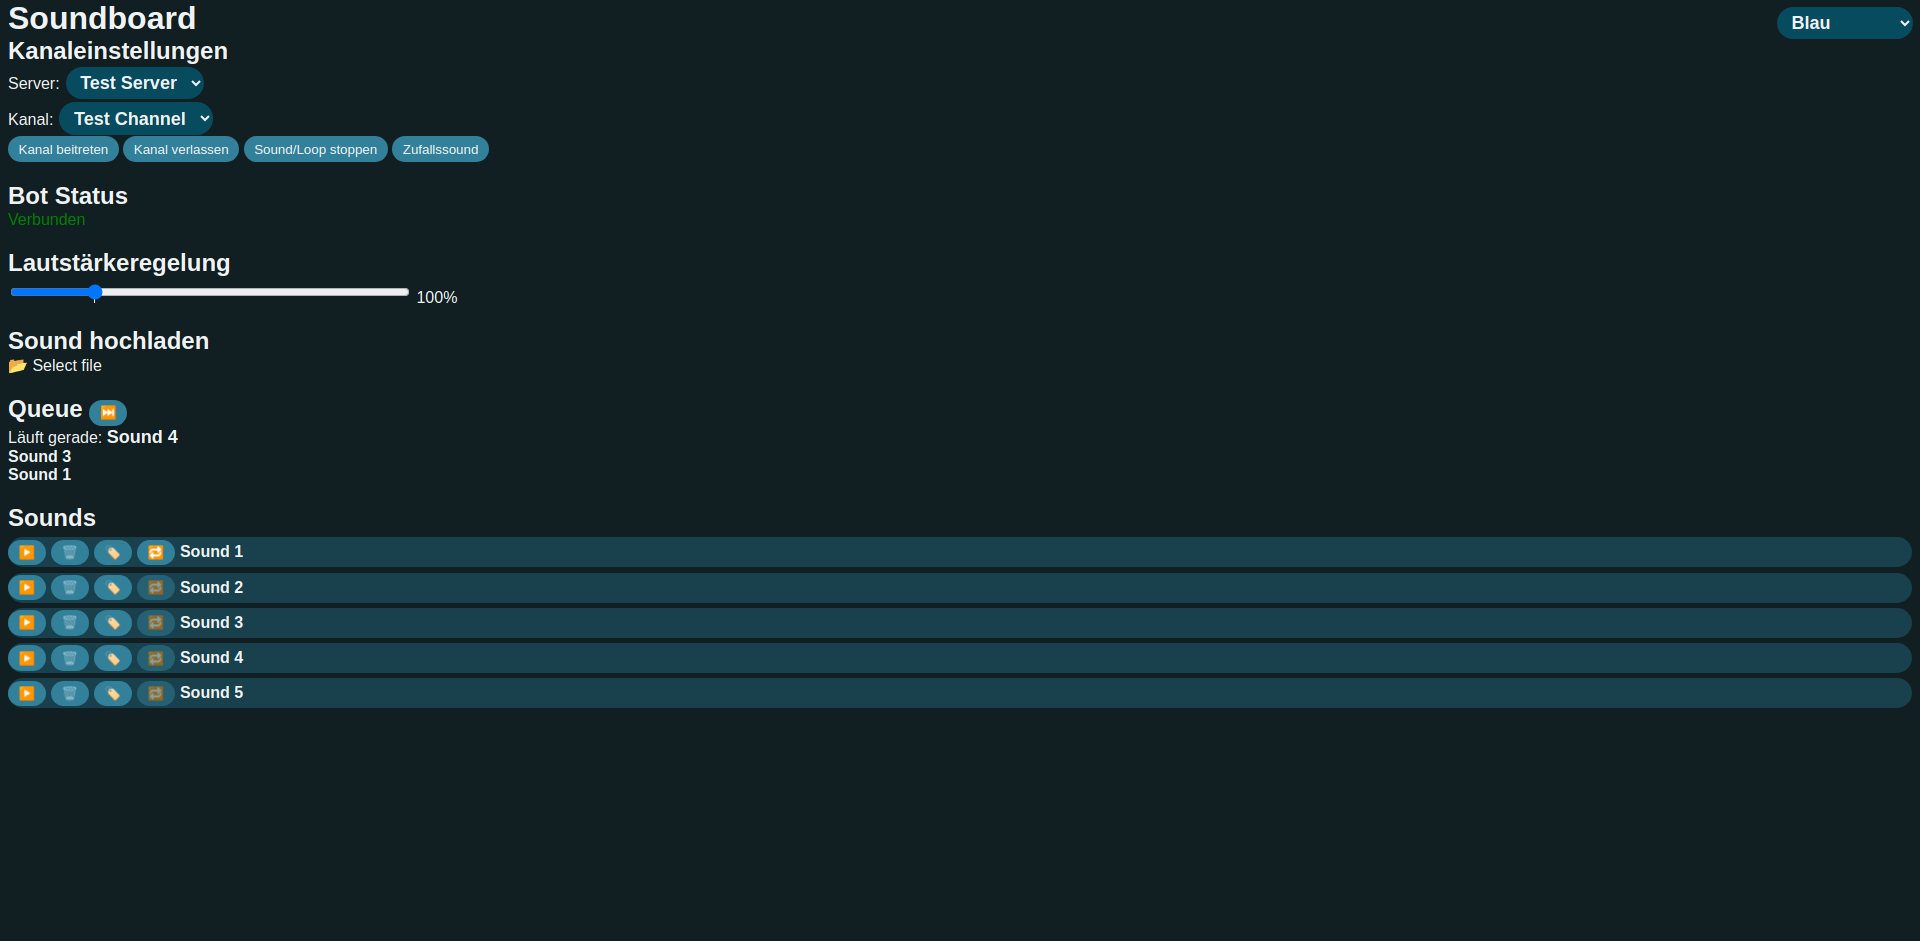 Soundboard
Blau
Kanaleinstellungen
Server: Test Server
Kanal: Test Channel
Kanal beitreten Kanal verlassen Sound/Loop stoppen Zufallssound
Bot Status
Verbunden
Lautstärkeregelung
100%
Sound hochladen
📂 Select file
Queue ⏭️
Läuft gerade: Sound 4
Sound 3
Sound 1
Sounds
▶️ 🗑️ 🏷️ 🔁 Sound 1
▶️ 🗑️ 🏷️ 🔁 Sound 2
▶️ 🗑️ 🏷️ 🔁 Sound 3
▶️ 🗑️ 🏷️ 🔁 Sound 4
▶️ 🗑️ 🏷️ 🔁 Sound 5